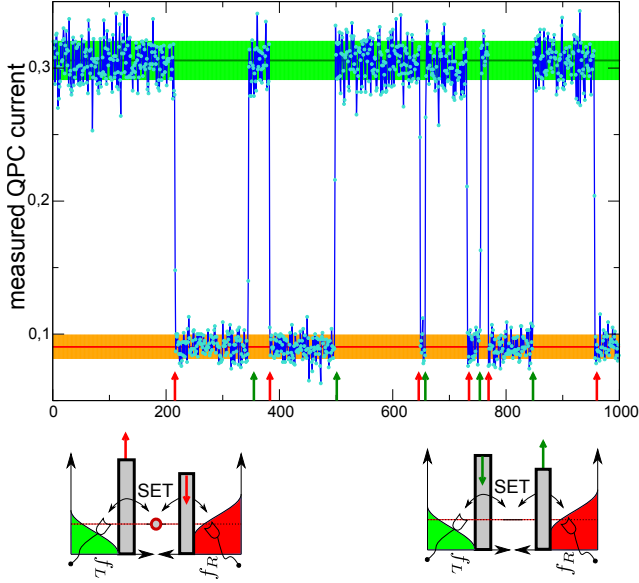 measured QPC current
0,3
0,2
0,1
0 200 400 600 800 1000
SET
SET
f_L f_R
f_L f_R